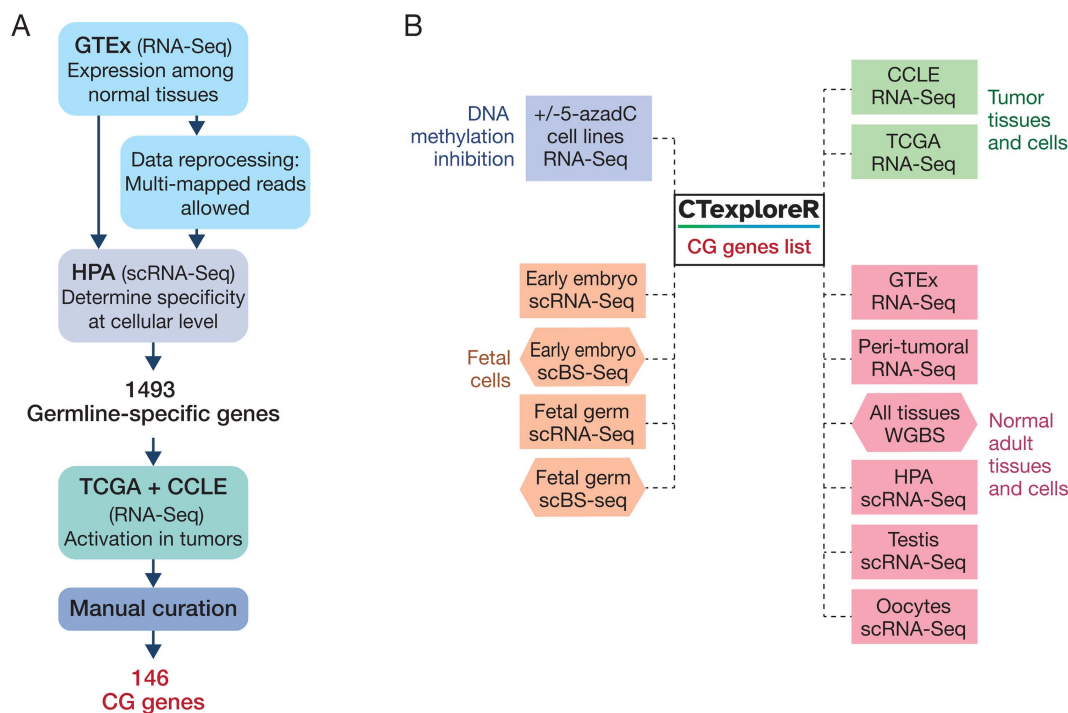 A
GTEx (RNA-Seq)
Expression among
normal tissues
Data reprocessing:
Multi-mapped reads
allowed
HPA (scRNA-Seq)
Determine specificity
at cellular level
1493
Germline-specific genes
TCGA + CCLE
(RNA-Seq)
Activation in tumors
Manual curation
146
CG genes
B
DNA
methylation
inhibition
+/-5-azadC
cell lines
RNA-Seq
CCLE
RNA-Seq
TCGA
RNA-Seq
Tumor
tissues
and cells
CTexploreR
CG genes list
Fetal
cells
Early embryo
scRNA-Seq
Early embryo
scBS-Seq
Fetal germ
scRNA-Seq
Fetal germ
scBS-seq
GTEx
RNA-Seq
Peri-tumoral
RNA-Seq
All tissues
WGBS
HPA
scRNA-Seq
Testis
scRNA-Seq
Oocytes
scRNA-Seq
Normal
adult
tissues
and cells